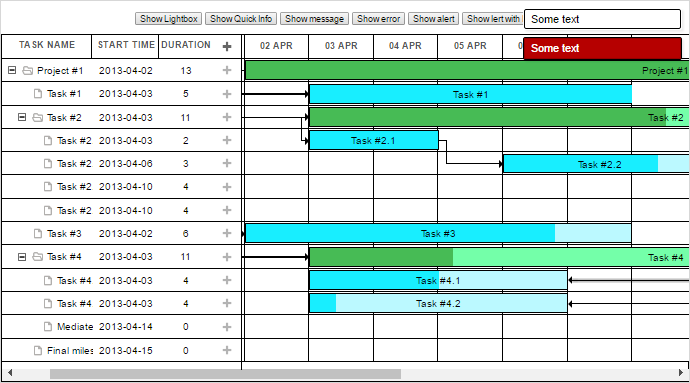 Show Lightbox Show Quick Info Show message Show error Show alert Show lert with Some text
Some text
TASK NAME START TIME DURATION 02 APR 03 APR 04 APR 05 APR
Project #1 2013-04-02 13 Project #1
Task #1 2013-04-03 5 Task #1
Task #2 2013-04-03 11 Task #2
Task #2 2013-04-03 2 Task #2.1
Task #2 2013-04-06 3 Task #2.2
Task #2 2013-04-10 4
Task #2 2013-04-10 4
Task #3 2013-04-02 6 Task #3
Task #4 2013-04-03 11 Task #4
Task #4. 2013-04-03 4 Task #4.1
Task #4. 2013-04-03 4 Task #4.2
Mediate 2013-04-14 0
Final miles 2013-04-15 0